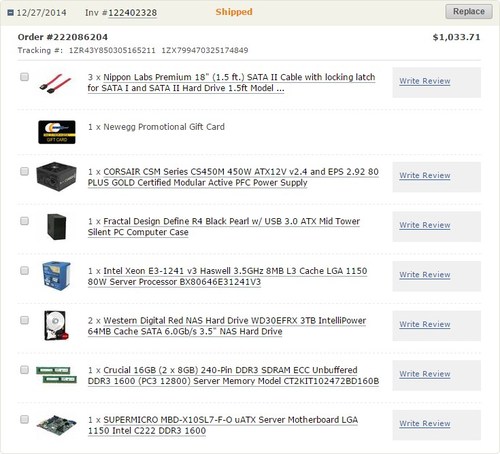 12/27/2014 Inv #122402328 Shipped Replace
Order #222086204 $1,033.71
Tracking #: 1ZR43Y850305165211 1ZX799470325174849
3 x Nippon Labs Premium 18" (1.5 ft.) SATA II Cable with locking latch
for SATA I and SATA II Hard Drive 1.5ft Model ...
Write Review
GIFT CARD
1 x Newegg Promotional Gift Card
1 x CORSAIR CSM Series CS450M 450W ATX12V v2.4 and EPS 2.92 80
PLUS GOLD Certified Modular Active PFC Power Supply
Write Review
1 x Fractal Design Define R4 Black Pearl w/ USB 3.0 ATX Mid Tower
Silent PC Computer Case
Write Review
1 x Intel Xeon E3-1241 v3 Haswell 3.5GHz 8MB L3 Cache LGA 1150
80W Server Processor BX80646E31241V3
Write Review
2 x Western Digital Red NAS Hard Drive WD30EFRX 3TB IntelliPower
64MB Cache SATA 6.0Gb/s 3.5" NAS Hard Drive
Write Review
1 x Crucial 16GB (2 x 8GB) 240-Pin DDR3 SDRAM ECC Unbuffered
DDR3 1600 (PC3 12800) Server Memory Model CT2KIT102472BD160B
Write Review
1 x SUPERMICRO MBD-X10SL7-F-O uATX Server Motherboard LGA
1150 Intel C222 DDR3 1600
Write Review